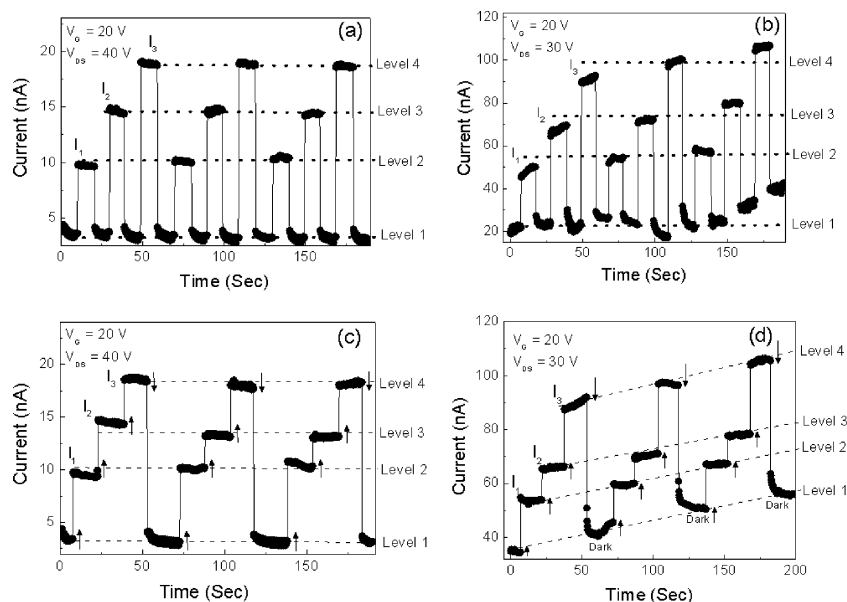 (a)
V_G = 20 V
V_DS = 40 V
I_1
I_2
I_3
Level 4
Level 3
Level 2
Level 1
Current (nA)
20
15
10
5
0
50
100
150
Time (Sec)
(b)
V_G = 20 V
V_DS = 30 V
I_1
I_2
I_3
Level 4
Level 3
Level 2
Level 1
Current (nA)
120
100
80
60
40
20
0
50
100
150
Time (Sec)
(c)
V_G = 20 V
V_DS = 40 V
I_1
I_2
I_3
Level 4
Level 3
Level 2
Level 1
Current (nA)
20
15
10
5
0
50
100
150
Time (Sec)
(d)
V_G = 20 V
V_DS = 30 V
I_1
I_2
I_3
Level 4
Level 3
Level 2
Level 1
Dark
Dark
Dark
Current (nA)
120
100
80
60
40
0
50
100
150
200
Time (Sec)